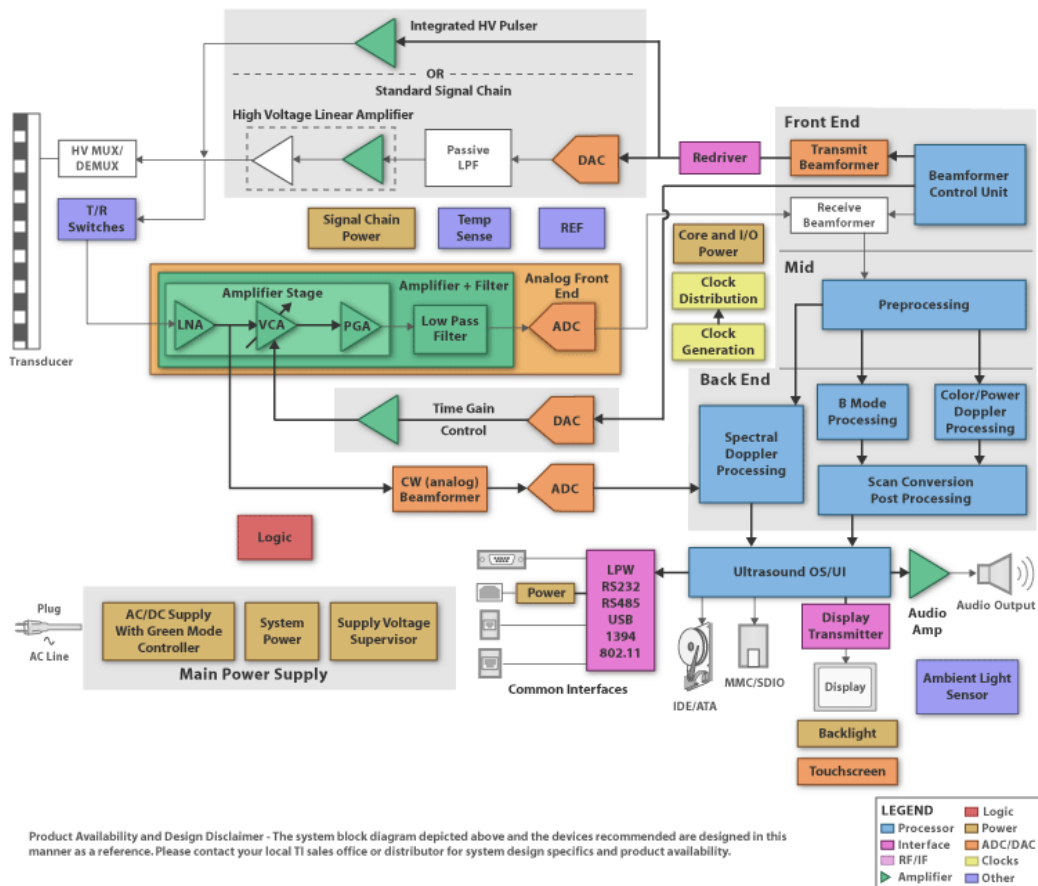 Integrated HV Pulser
OR
Standard Signal Chain
High Voltage Linear Amplifier
HV MUX/
DEMUX
Passive
LPF
DAC
Redriver
Front End
Transmit
Beamformer
Beamformer
Control Unit
T/R
Switches
Signal Chain
Power
Temp
Sense
REF
Receive
Beamformer
Core and I/O
Power
Mid
Clock
Distribution
Preprocessing
Clock
Generation
Amplifier Stage
Amplifier + Filter
Analog Front
End
LNA
VCA
PGA
Low Pass
Filter
ADC
Transducer
Back End
B Mode
Processing
Color/Power
Doppler
Processing
Time Gain
Control
DAC
Spectral
Doppler
Processing
Scan Conversion
Post Processing
CW (analog)
Beamformer
ADC
Logic
LPW
RS232
RS485
USB
1394
802.11
Power
Common Interfaces
Ultrasound OS/UI
Audio
Amp
Audio Output
IDE/ATA
MMC/SDIO
Display
Transmitter
Display
Ambient Light
Sensor
Backlight
Touchscreen
Plug
AC Line
AC/DC Supply
With Green Mode
Controller
System
Power
Supply Voltage
Supervisor
Main Power Supply
LEGEND
Processor
Interface
RF/IF
Amplifier
Logic
Power
ADC/DAC
Clocks
Other
Product Availability and Design Disclaimer - The system block diagram depicted above and the devices recommended are designed in this
manner as a reference. Please contact your local TI sales office or distributor for system design specifics and product availability.